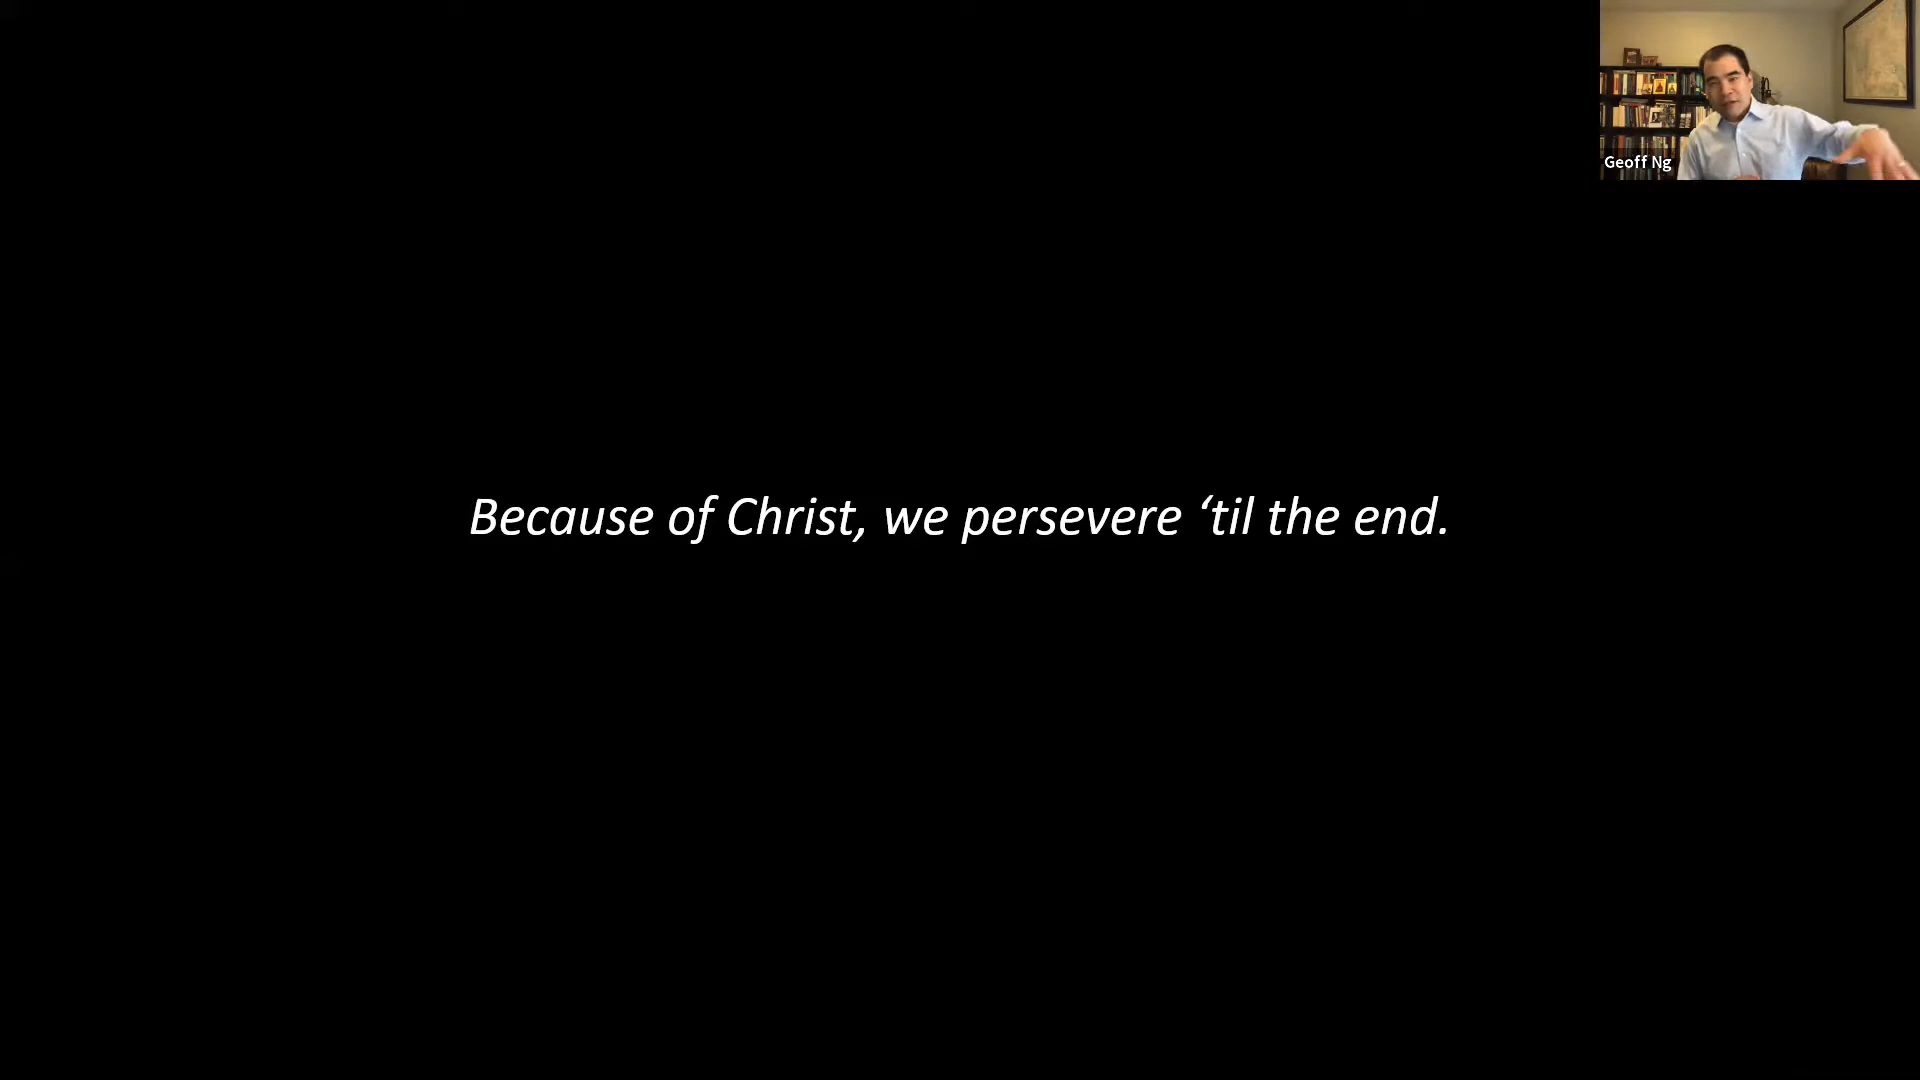 Geoff Ng
Because of Christ, we persevere ‘til the end.